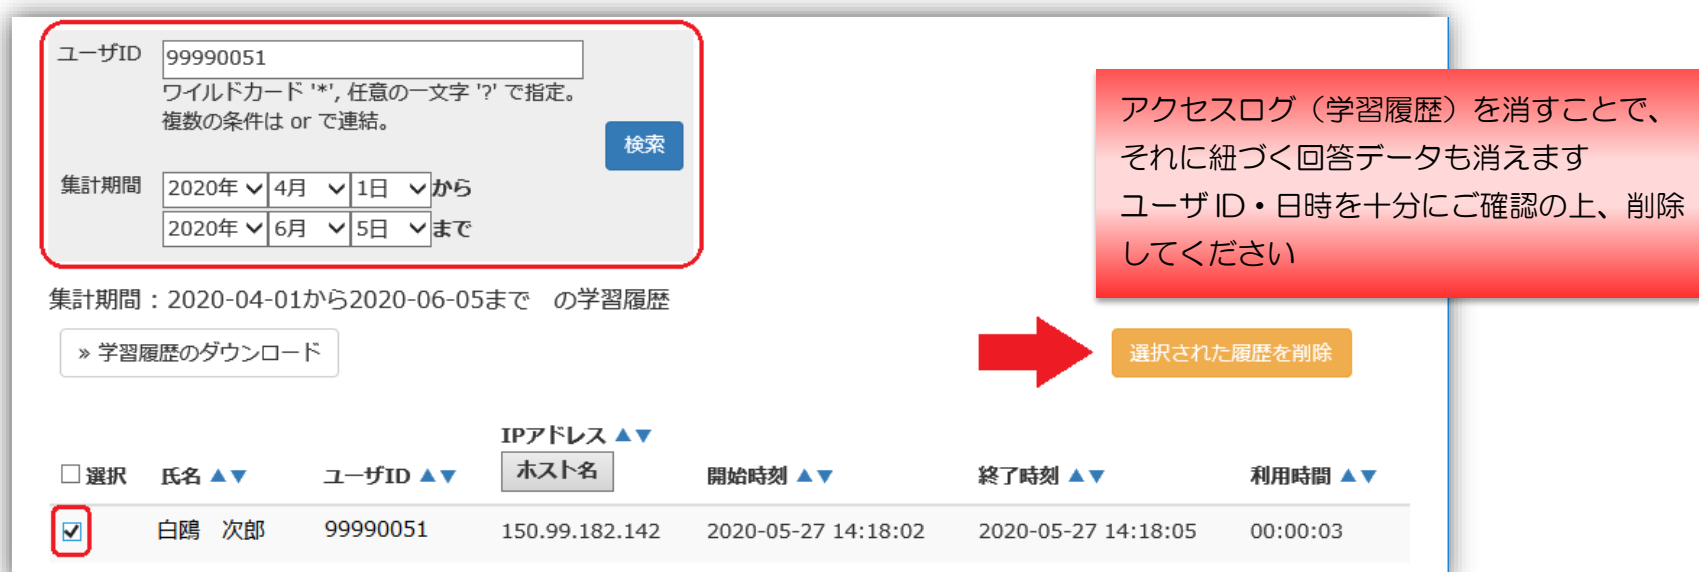 ユーザID 99990051
ワイルドカード '*', 任意の一文字 '?' で指定。
複数の条件は or で連結。
検索
集計期間 2020年 4月 1日 から
2020年 6月 5日 まで
アクセスログ（学習履歴）を消すことで、
それに紐づく回答データも消えます
ユーザID・日時を十分にご確認の上、削除
してください
集計期間：2020-04-01から2020-06-05まで　の学習履歴
» 学習履歴のダウンロード
選択された履歴を削除
IPアドレス ▲▼
選択 氏名 ▲▼ ユーザID ▲▼ ホスト名 開始時刻 ▲▼ 終了時刻 ▲▼ 利用時間 ▲▼
白鴎　次郎 99990051 150.99.182.142 2020-05-27 14:18:02 2020-05-27 14:18:05 00:00:03